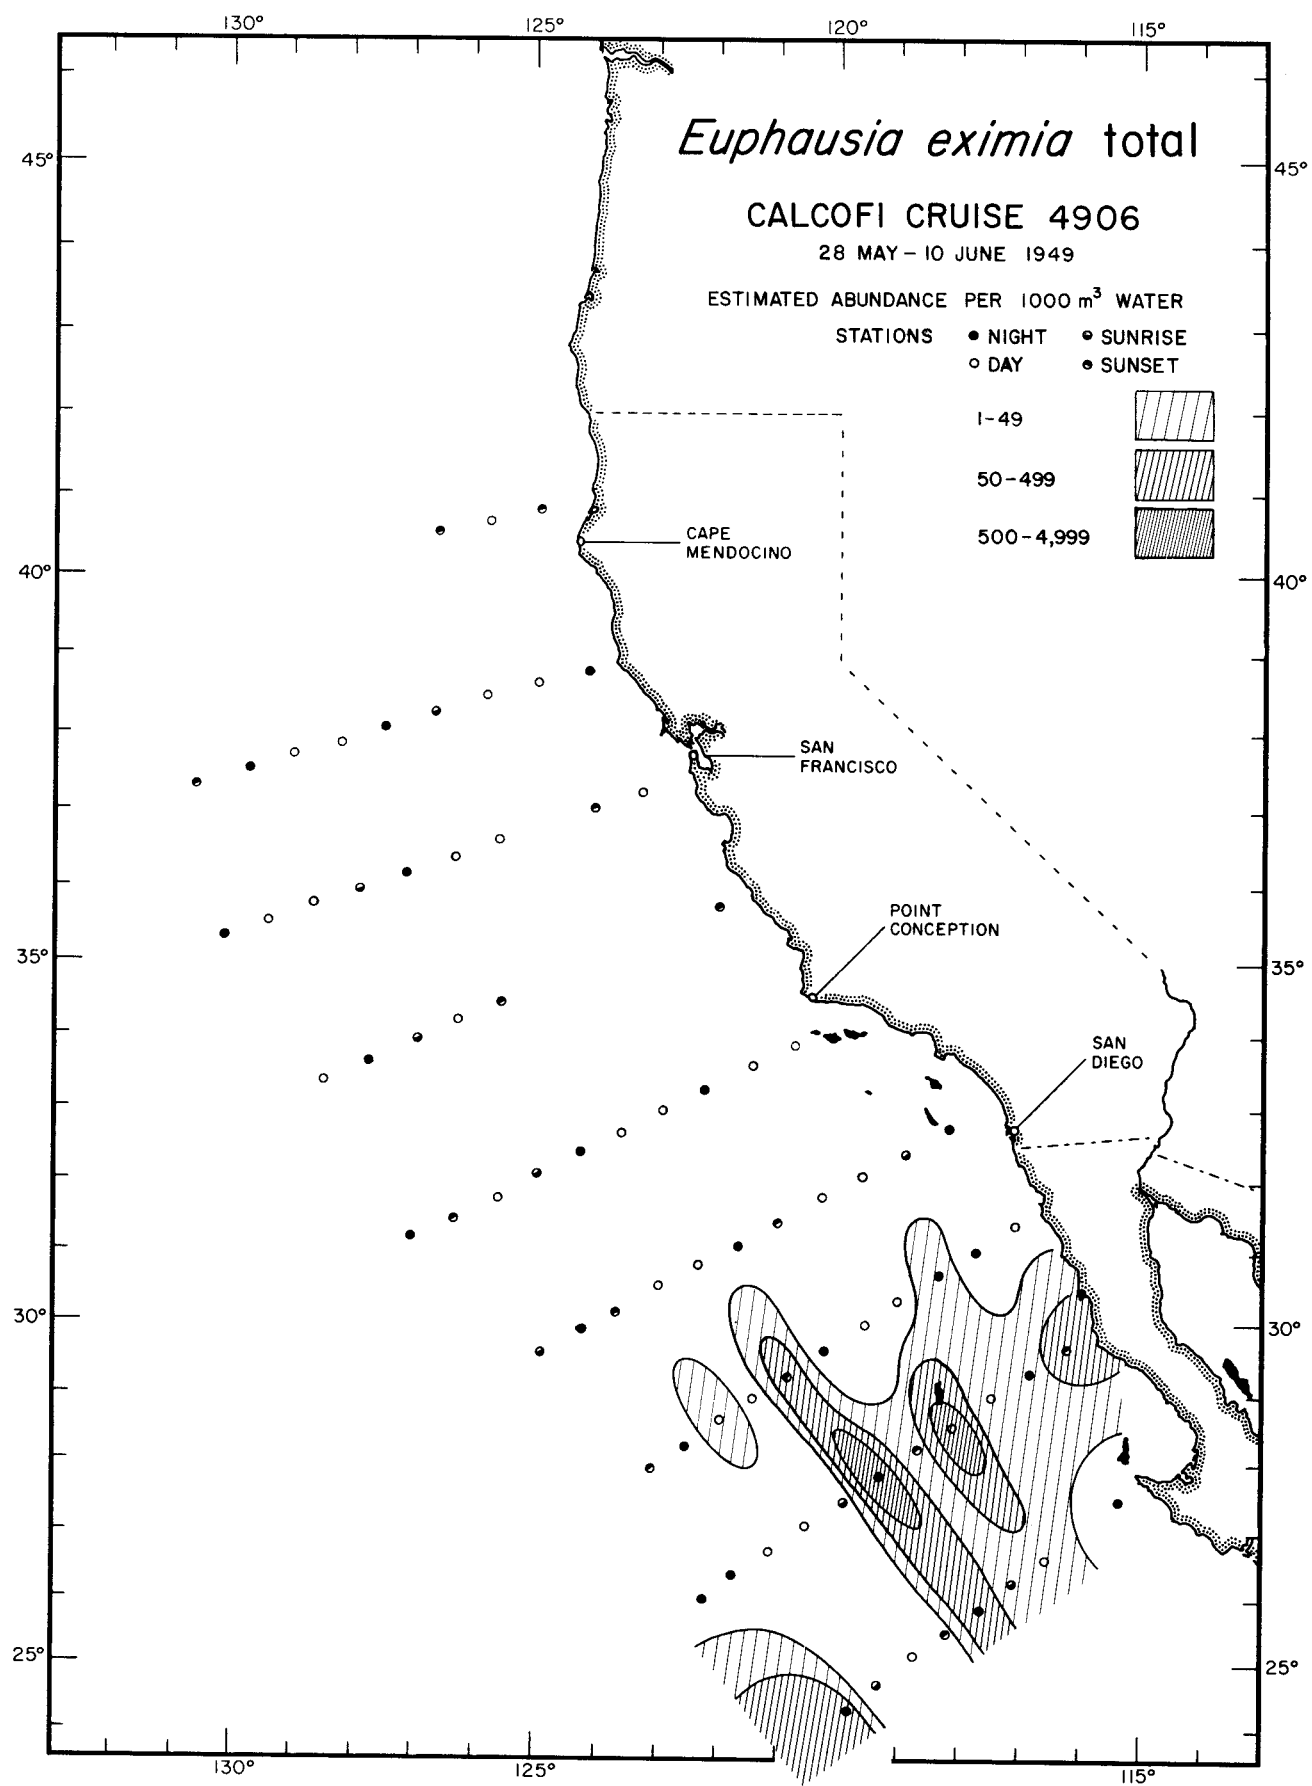 130° 125° 120° 115°
Euphausia eximia total
45° 45°
CALCOFI CRUISE 4906
28 MAY – 10 JUNE 1949
ESTIMATED ABUNDANCE PER 1000 m³ WATER
STATIONS ● NIGHT SUNRISE
○ DAY SUNSET
1-49
50-499
500-4,999
CAPE
MENDOCINO
40° 40°
SAN
FRANCISCO
POINT
CONCEPTION
35° 35°
SAN
DIEGO
30° 30°
25° 25°
130° 125° 115°